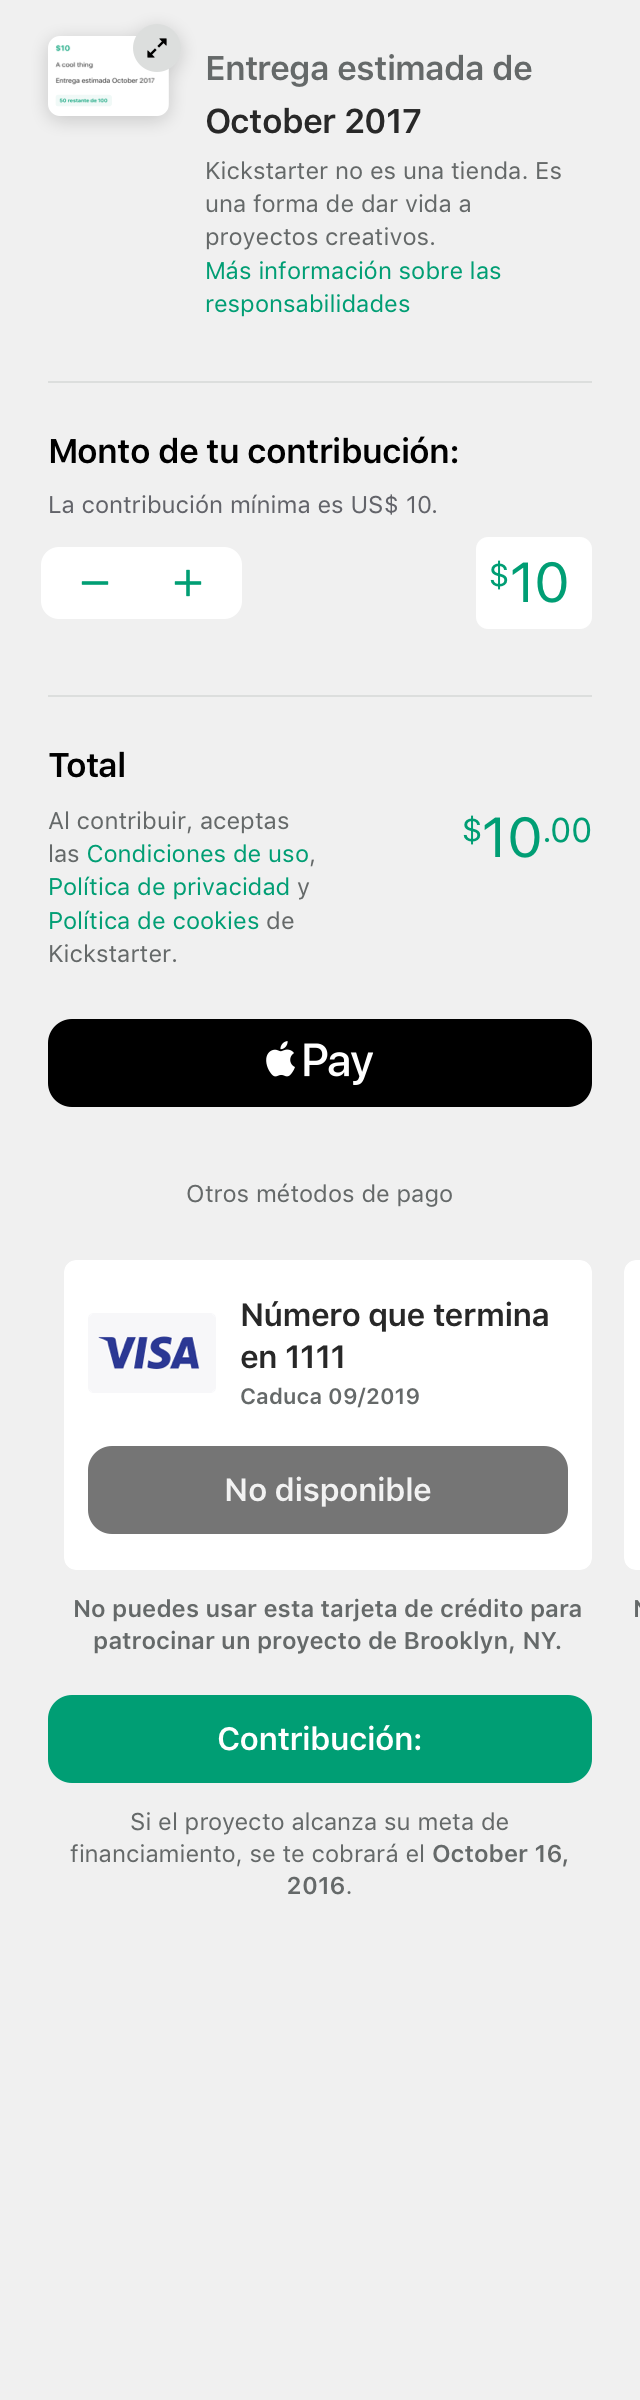 $10
A cool thing
Entrega estimada October 2017
50 restante de 100
Entrega estimada de
October 2017
Kickstarter no es una tienda. Es
una forma de dar vida a
proyectos creativos.
Más información sobre las
responsabilidades
Monto de tu contribución:
La contribución mínima es US$ 10.
− +
$10
Total
Al contribuir, aceptas
las Condiciones de uso,
Política de privacidad y
Política de cookies de
Kickstarter.
$10.00
Pay
Otros métodos de pago
VISA
Número que termina
en 1111
Caduca 09/2019
No disponible
No puedes usar esta tarjeta de crédito para
patrocinar un proyecto de Brooklyn, NY.
Contribución:
Si el proyecto alcanza su meta de
financiamiento, se te cobrará el October 16,
2016.